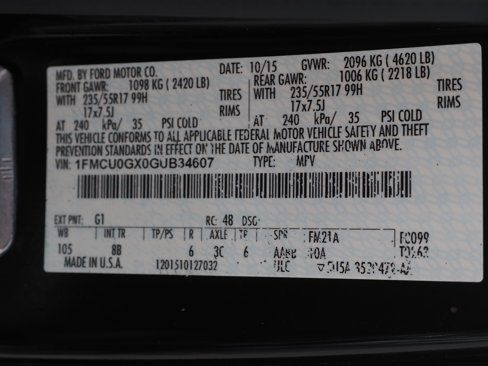 MFD. BY FORD MOTOR CO.
DATE: 10/15 GVWR: 2096 KG ( 4620 LB)
FRONT GAWR: 1098 KG ( 2420 LB) REAR GAWR: 1006 KG ( 2218 LB)
WITH 235/55R17 99H TIRES WITH 235/55R17 99H TIRES
17x7.5J RIMS 17x7.5J RIMS
AT 240 kPa/ 35 PSI COLD AT 240 kPa/ 35 PSI COLD
THIS VEHICLE CONFORMS TO ALL APPLICABLE FEDERAL MOTOR VEHICLE SAFETY AND THEFT
PREVENTION STANDARDS IN EFFECT ON THE DATE OF MANUFACTURE SHOWN ABOVE.
VIN: 1FMCU0GX0GUB34607 TYPE: MPV
EXT PNT: G1 RC: 48 DSO:
WB INT TR TP/PS R AXLE TR SPR FM21A
105 8B 6 3C 6 AABB
MADE IN U.S.A. 1201510127032 ULC